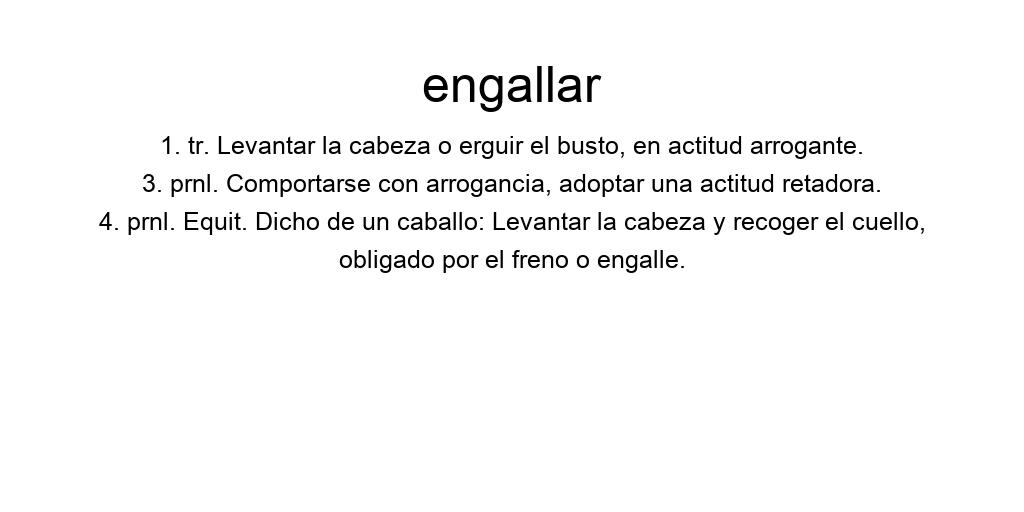 engallar
1. tr. Levantar la cabeza o erguir el busto, en actitud arrogante.
3. prnl. Comportarse con arrogancia, adoptar una actitud retadora.
4. prnl. Equit. Dicho de un caballo: Levantar la cabeza y recoger el cuello,
obligado por el freno o engalle.